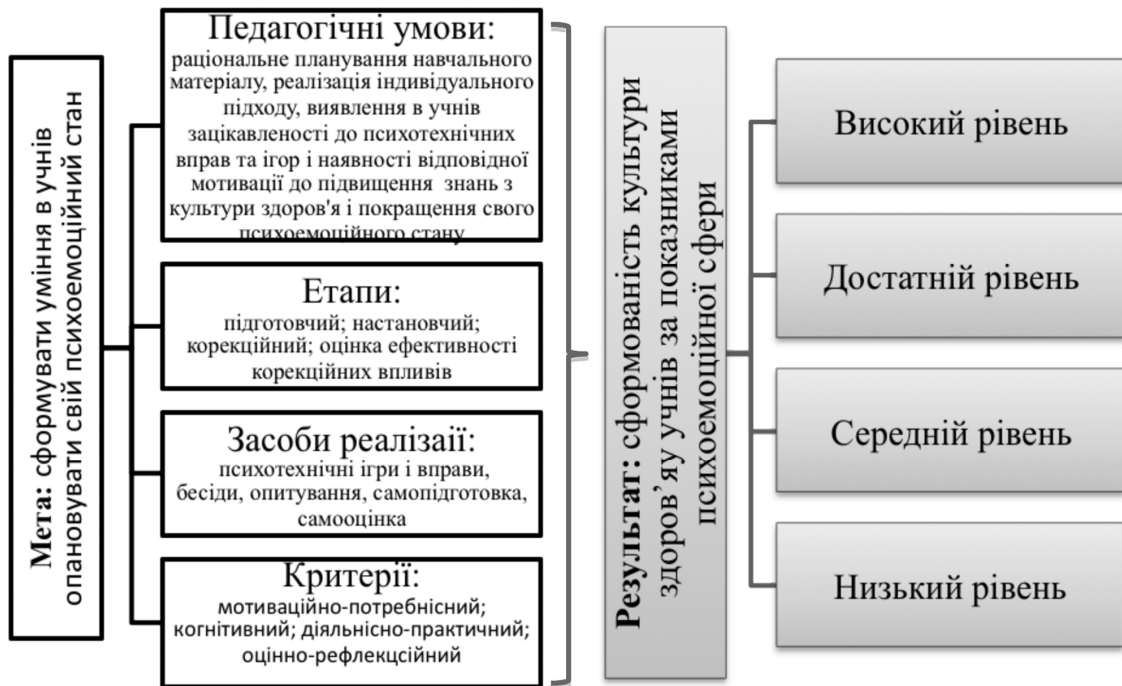 Мета: сформувати уміння в учнів
опановувати свій психоемоційний стан
Педагогічні умови:
раціональне планування навчального
матеріалу, реалізація індивідуального
підходу, виявлення в учнів
зацікавленості до психотехнічних
вправ та ігор і наявності відповідної
мотивації до підвищення знань з
культури здоров'я і покращення свого
психоемоційного стану
Етапи:
підготовчий; настановчий;
корекційний; оцінка ефективності
корекційних впливів
Засоби реалізаії:
психотехнічні ігри і вправи,
бесіди, опитування, самопідготовка,
самооцінка
Критерії:
мотиваційно-потребнісний;
когнітивний; діяльнісно-практичний;
оцінно-рефлекцсійний
Результат: сформованість культури
здоров’яу учнів за показниками
психоемоційної сфери
Високий рівень
Достатній рівень
Середній рівень
Низький рівень